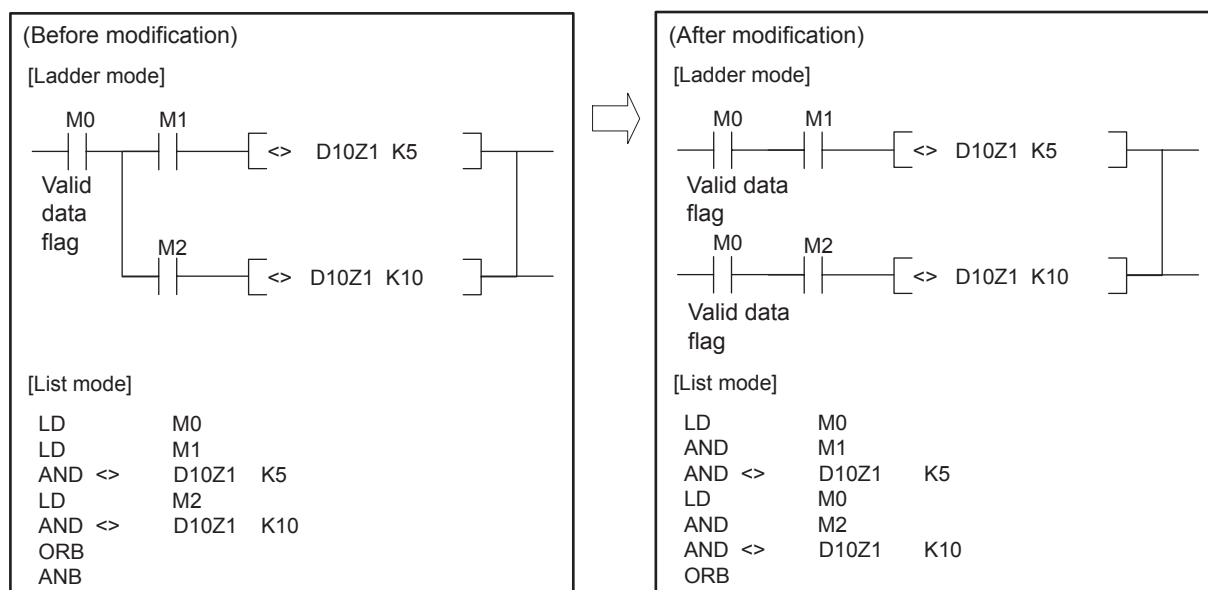 (Before modification)
[Ladder mode]
M0 M1
<> D10Z1 K5
Valid
data
flag
M2
<> D10Z1 K10
[List mode]
LD M0
LD M1
AND <> D10Z1 K5
LD M2
AND <> D10Z1 K10
ORB
ANB
(After modification)
[Ladder mode]
M0 M1
<> D10Z1 K5
Valid data
flag
M0 M2
<> D10Z1 K10
Valid data
flag
[List mode]
LD M0
AND M1
AND <> D10Z1 K5
LD M0
AND M2
AND <> D10Z1 K10
ORB